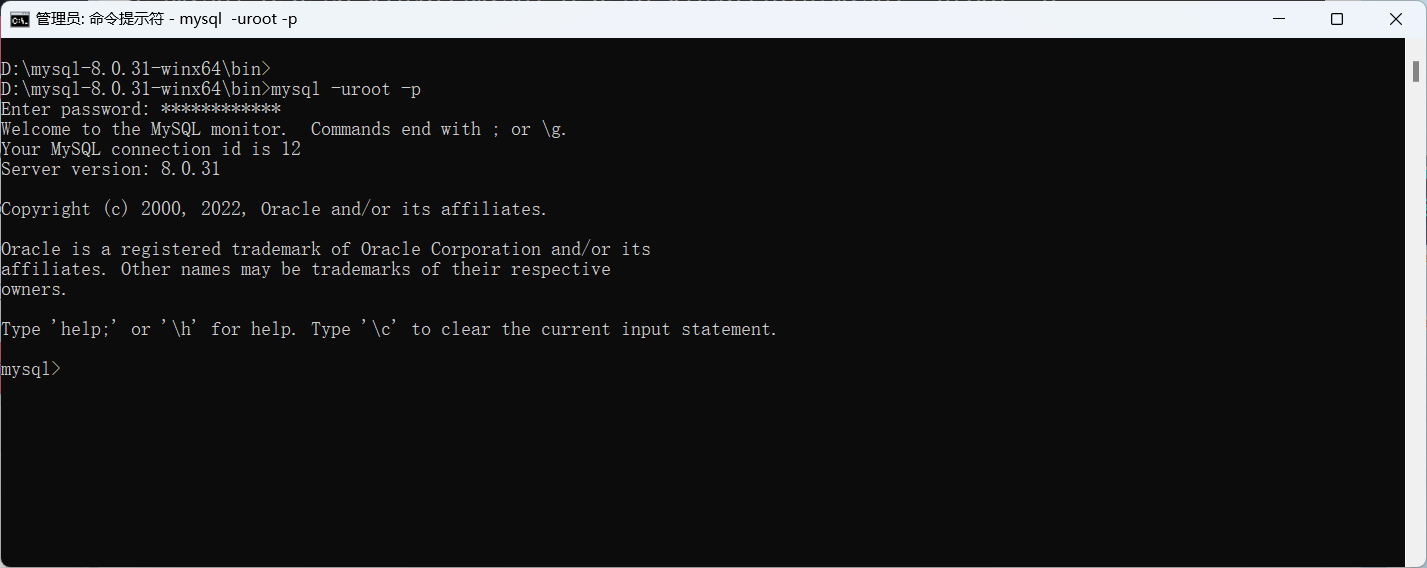 管理员: 命令提示符 - mysql  -uroot -p
D:\mysql-8.0.31-winx64\bin>
D:\mysql-8.0.31-winx64\bin>mysql -uroot -p
Enter password: ************
Welcome to the MySQL monitor.  Commands end with ; or \g.
Your MySQL connection id is 12
Server version: 8.0.31
Copyright (c) 2000, 2022, Oracle and/or its affiliates.
Oracle is a registered trademark of Oracle Corporation and/or its
affiliates. Other names may be trademarks of their respective
owners.
Type 'help;' or '\h' for help. Type '\c' to clear the current input statement.
mysql>